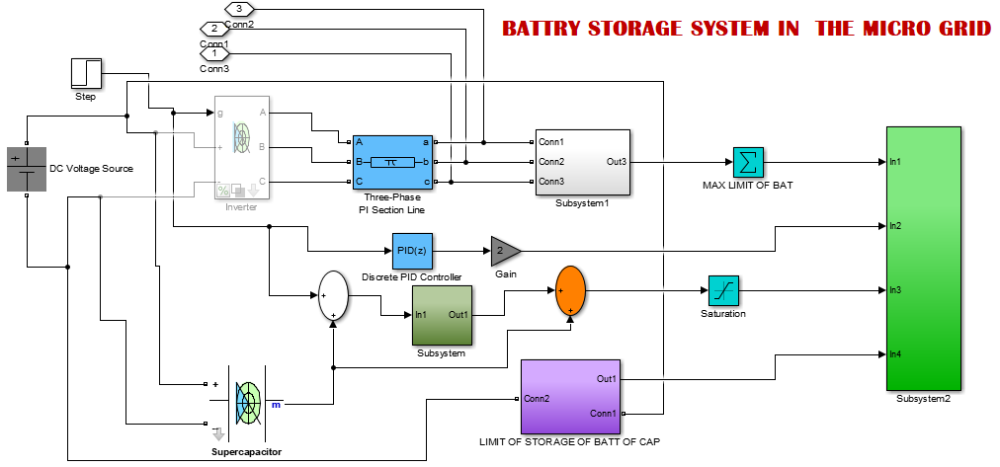 BATTRY STORAGE SYSTEM IN THE MICRO GRID
3
Conn2
2
Conn1
1
Conn3
Step
DC Voltage Source
g
+
-
A
B
C
%
Inverter
A
B
C
π
a
b
c
Three-Phase
PI Section Line
Conn1
Conn2
Conn3
Out3
Subsystem1
Σ
MAX LIMIT OF BAT
In1
In2
In3
In4
Subsystem2
PID(z)
Discrete PID Controller
2
Gain
+
+
In1
Out1
Subsystem
+
+
Saturation
+
-
m
Supercapacitor
Out1
Conn2
Conn1
LIMIT OF STORAGE OF BATT OF CAP